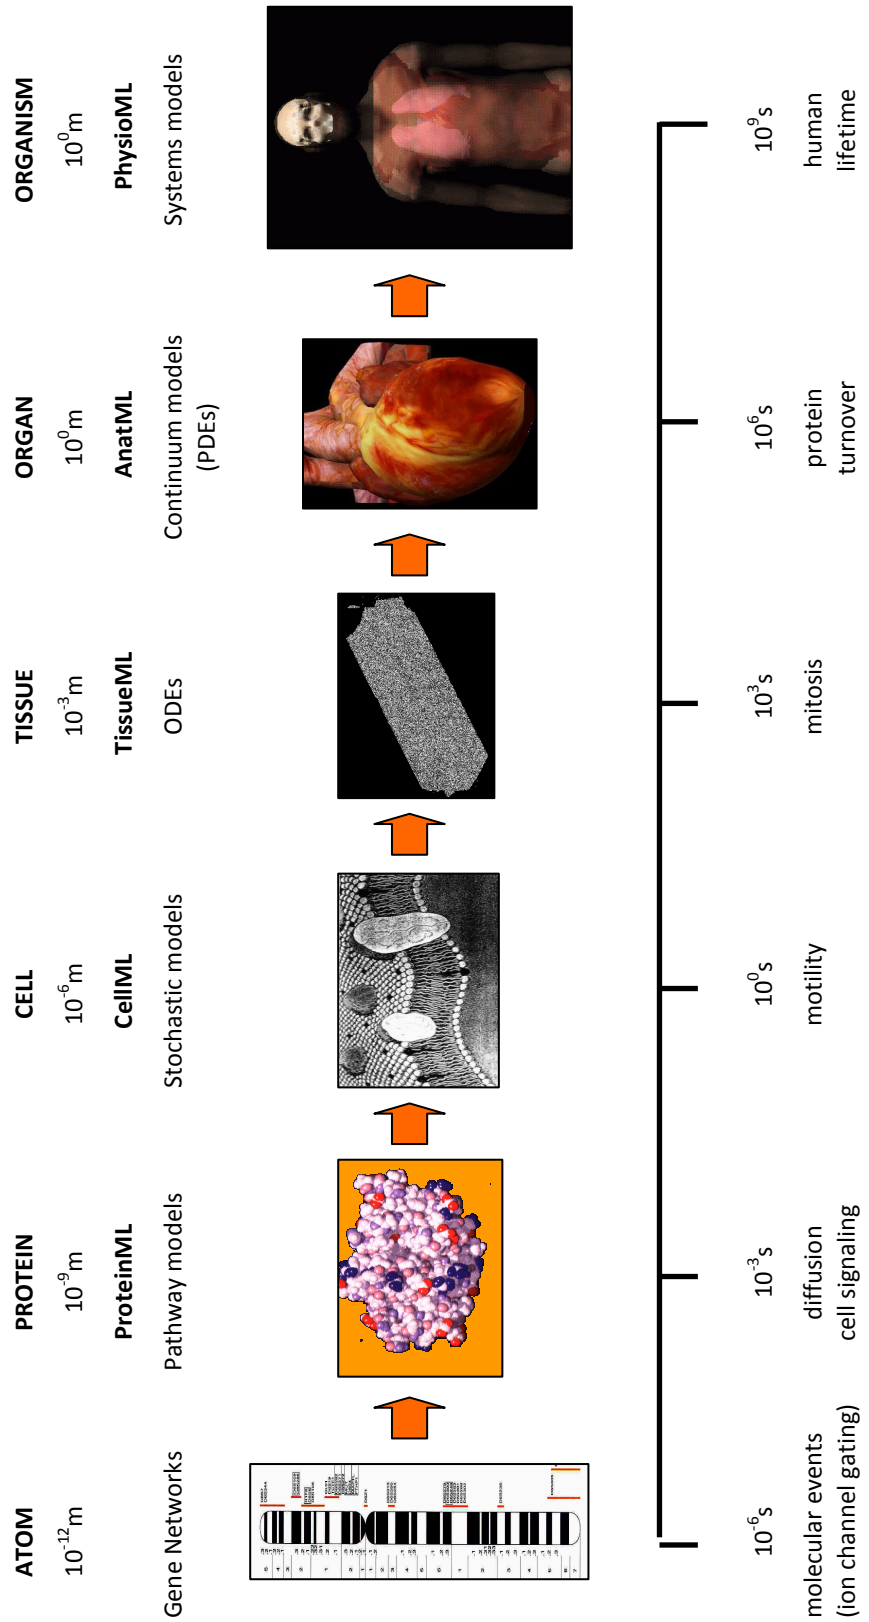 ATOM
10⁻¹²m
Gene Networks
PROTEIN
10⁻⁹m
ProteinML
Pathway models
CELL
10⁻⁶m
CellML
Stochastic models
TISSUE
10⁻³m
TissueML
ODEs
ORGAN
10⁰m
AnatML
Continuum models
(PDEs)
ORGANISM
10⁰m
PhysioML
Systems models
10⁻⁶s
molecular events
(ion channel gating)
10⁻³s
diffusion
cell signaling
10⁰s
motility
10³s
mitosis
10⁶s
protein
turnover
10⁹s
human
lifetime